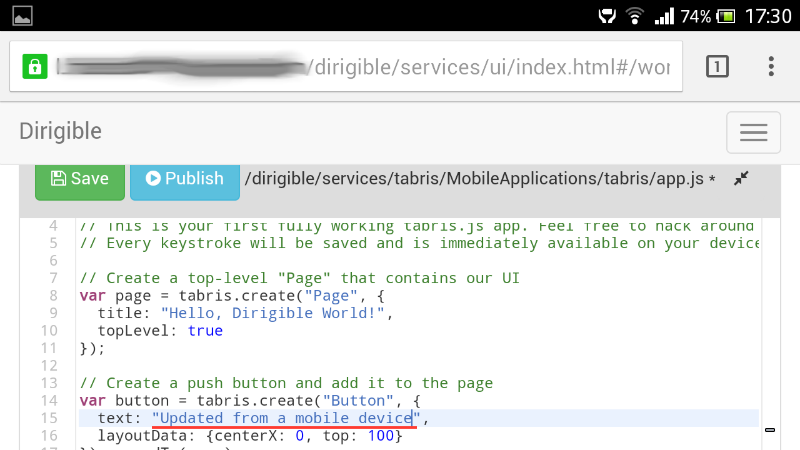 74% 17:30
/dirigible/services/ui/index.html#/wor
1
Dirigible
Save Publish /dirigible/services/tabris/MobileApplications/tabris/app.js *
4 // This is your first fully working tabris.js app. Feel free to hack around
5 // Every keystroke will be saved and is immediately available on your device
6
7 // Create a top-level "Page" that contains our UI
8 var page = tabris.create("Page", {
9 title: "Hello, Dirigible World!",
10 topLevel: true
11 });
12
13 // Create a push button and add it to the page
14 var button = tabris.create("Button", {
15 text: "Updated from a mobile device",
16 layoutData: {centerX: 0, top: 100}